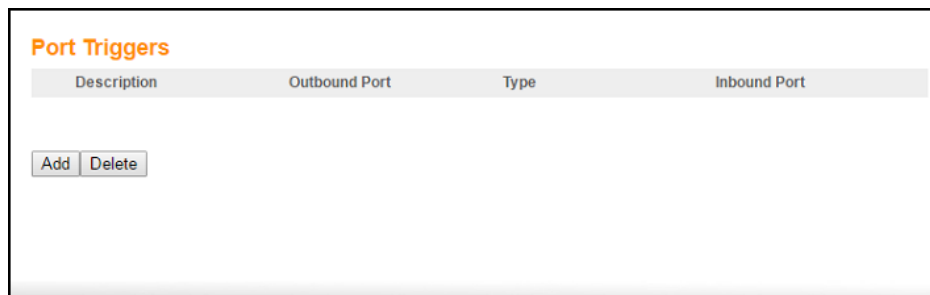 Port Triggers
Description Outbound Port Type Inbound Port
Add Delete